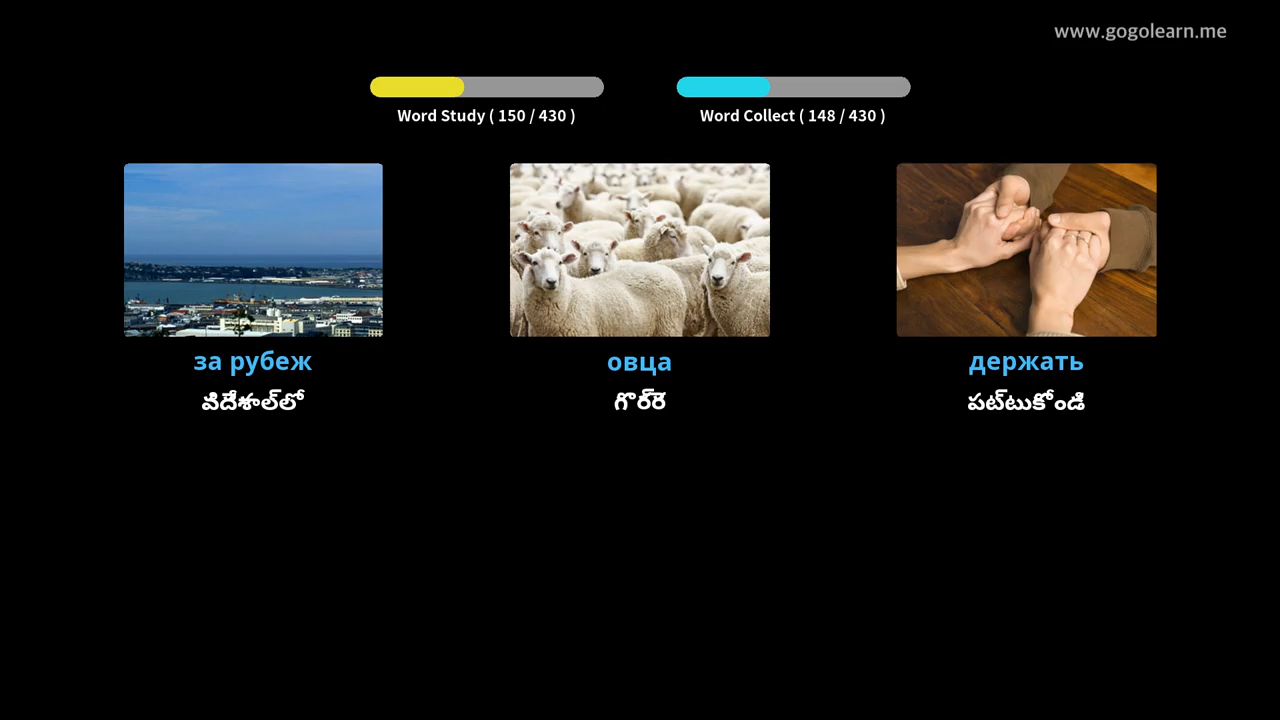 www.gogolearn.me
Word Study ( 150 / 430 )
Word Collect ( 148 / 430 )
за рубеж
овца
держать
విదేశాల్‌లో
గొర్‌రె
పట్‌టుకోండి